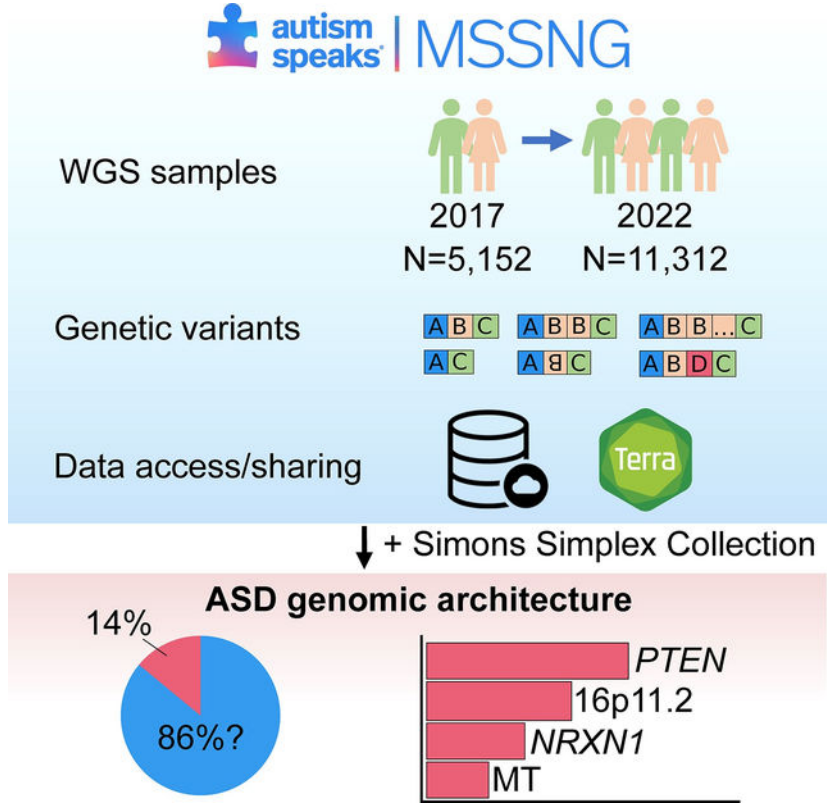 autism
speaks | MSSNG
WGS samples
2017
N=5,152
2022
N=11,312
Genetic variants
A B C
A B B C
A B B ... C
A C
A B C
A B D C
Data access/sharing
Terra
+ Simons Simplex Collection
ASD genomic architecture
14%
86%?
PTEN
16p11.2
NRXN1
MT